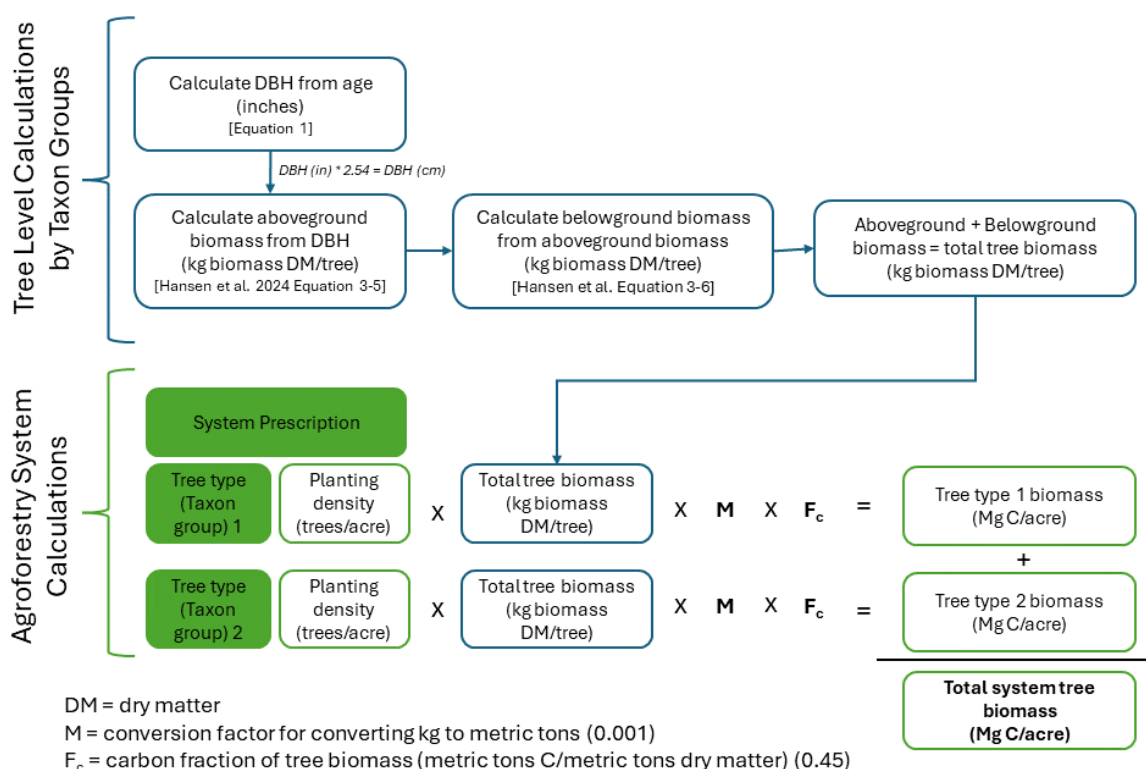 Tree Level Calculations
by Taxon Groups
Calculate DBH from age
(inches)
[Equation 1]
DBH (in) * 2.54 = DBH (cm)
Calculate aboveground
biomass from DBH
(kg biomass DM/tree)
[Hansen et al. 2024 Equation 3-5]
Calculate belowground biomass
from aboveground biomass
(kg biomass DM/tree)
[Hansen et al. Equation 3-6]
Aboveground + Belowground
biomass = total tree biomass
(kg biomass DM/tree)
Agroforestry System
Calculations
System Prescription
Tree type
(Taxon
group) 1
Planting
density
(trees/acre)
X
Total tree biomass
(kg biomass
DM/tree)
X M X Fc =
Tree type 1 biomass
(Mg C/acre)
+
Tree type
(Taxon
group) 2
Planting
density
(trees/acre)
X
Total tree biomass
(kg biomass
DM/tree)
X M X Fc =
Tree type 2 biomass
(Mg C/acre)
Total system tree
biomass
(Mg C/acre)
DM = dry matter
M = conversion factor for converting kg to metric tons (0.001)
Fc = carbon fraction of tree biomass (metric tons C/metric tons dry matter) (0.45)